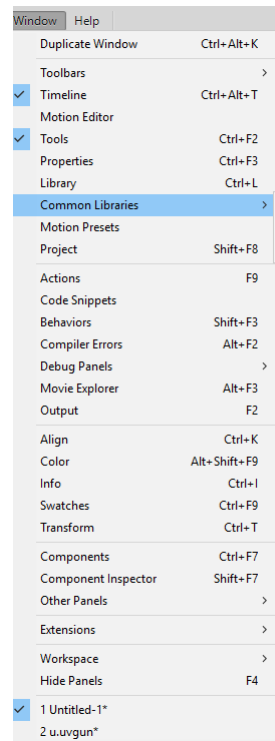 Window Help
Duplicate Window Ctrl+Alt+K
Toolbars
Timeline Ctrl+Alt+T
Motion Editor
Tools Ctrl+F2
Properties Ctrl+F3
Library Ctrl+L
Common Libraries
Motion Presets
Project Shift+F8
Actions F9
Code Snippets
Behaviors Shift+F3
Compiler Errors Alt+F2
Debug Panels
Movie Explorer Alt+F3
Output F2
Align Ctrl+K
Color Alt+Shift+F9
Info Ctrl+I
Swatches Ctrl+F9
Transform Ctrl+T
Components Ctrl+F7
Component Inspector Shift+F7
Other Panels
Extensions
Workspace
Hide Panels F4
1 Untitled-1*
2 u.uvgun*